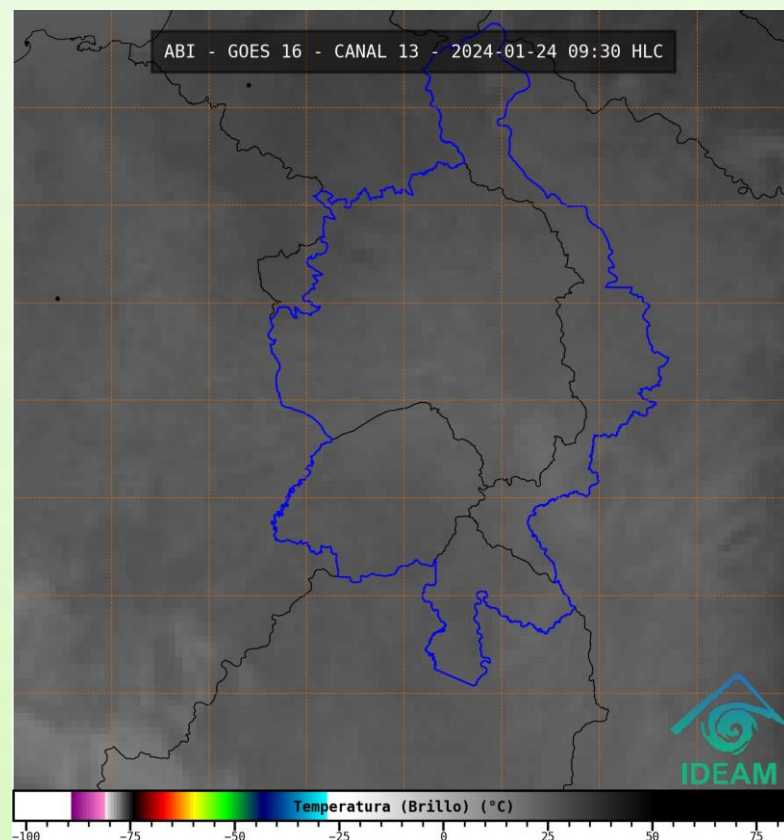 ABI - GOES 16 - CANAL 13 - 2024-01-24 09:30 HLC
IDEAM
Temperatura (Brillo) (°C)
−100 −75 −50 −25 0 25 50 75